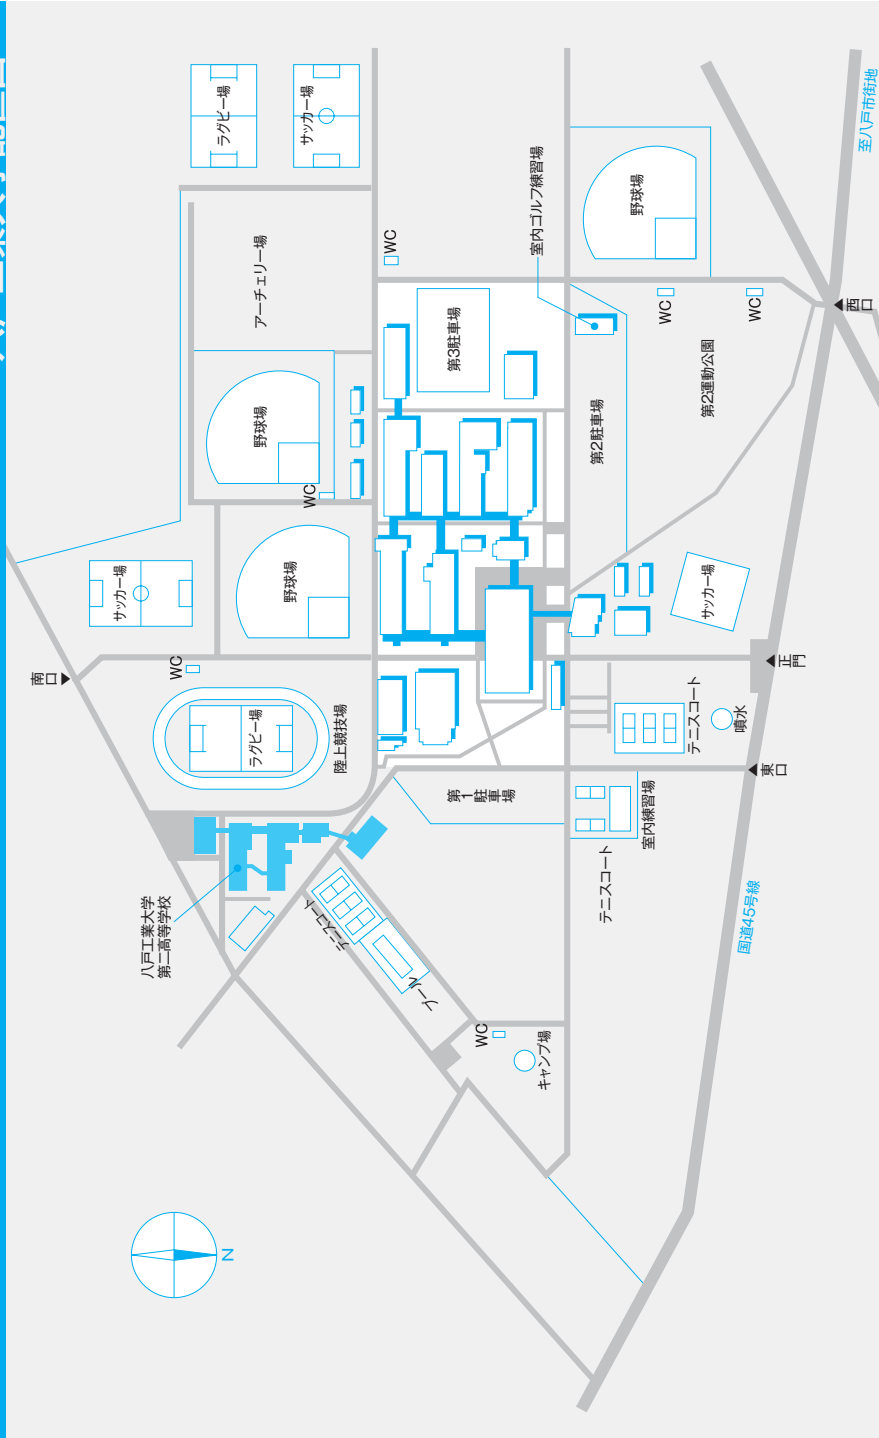 南口
サッカー場
八戸工業大学
第二高等学校
WC
ラグビー場
N
ラグビー場
野球場
アーチェリー場
野球場
サッカー場
WC
テニスコート
陸上競技場
WC
プール
第3駐車場
第1駐車場
WC
室内ゴルフ練習場
キャンプ場
第2駐車場
テニスコート
野球場
室内練習場
WC
テニスコート
サッカー場
第2運動公園
噴水
WC
国道45号線
東口
正門
西口
至八戸市街地